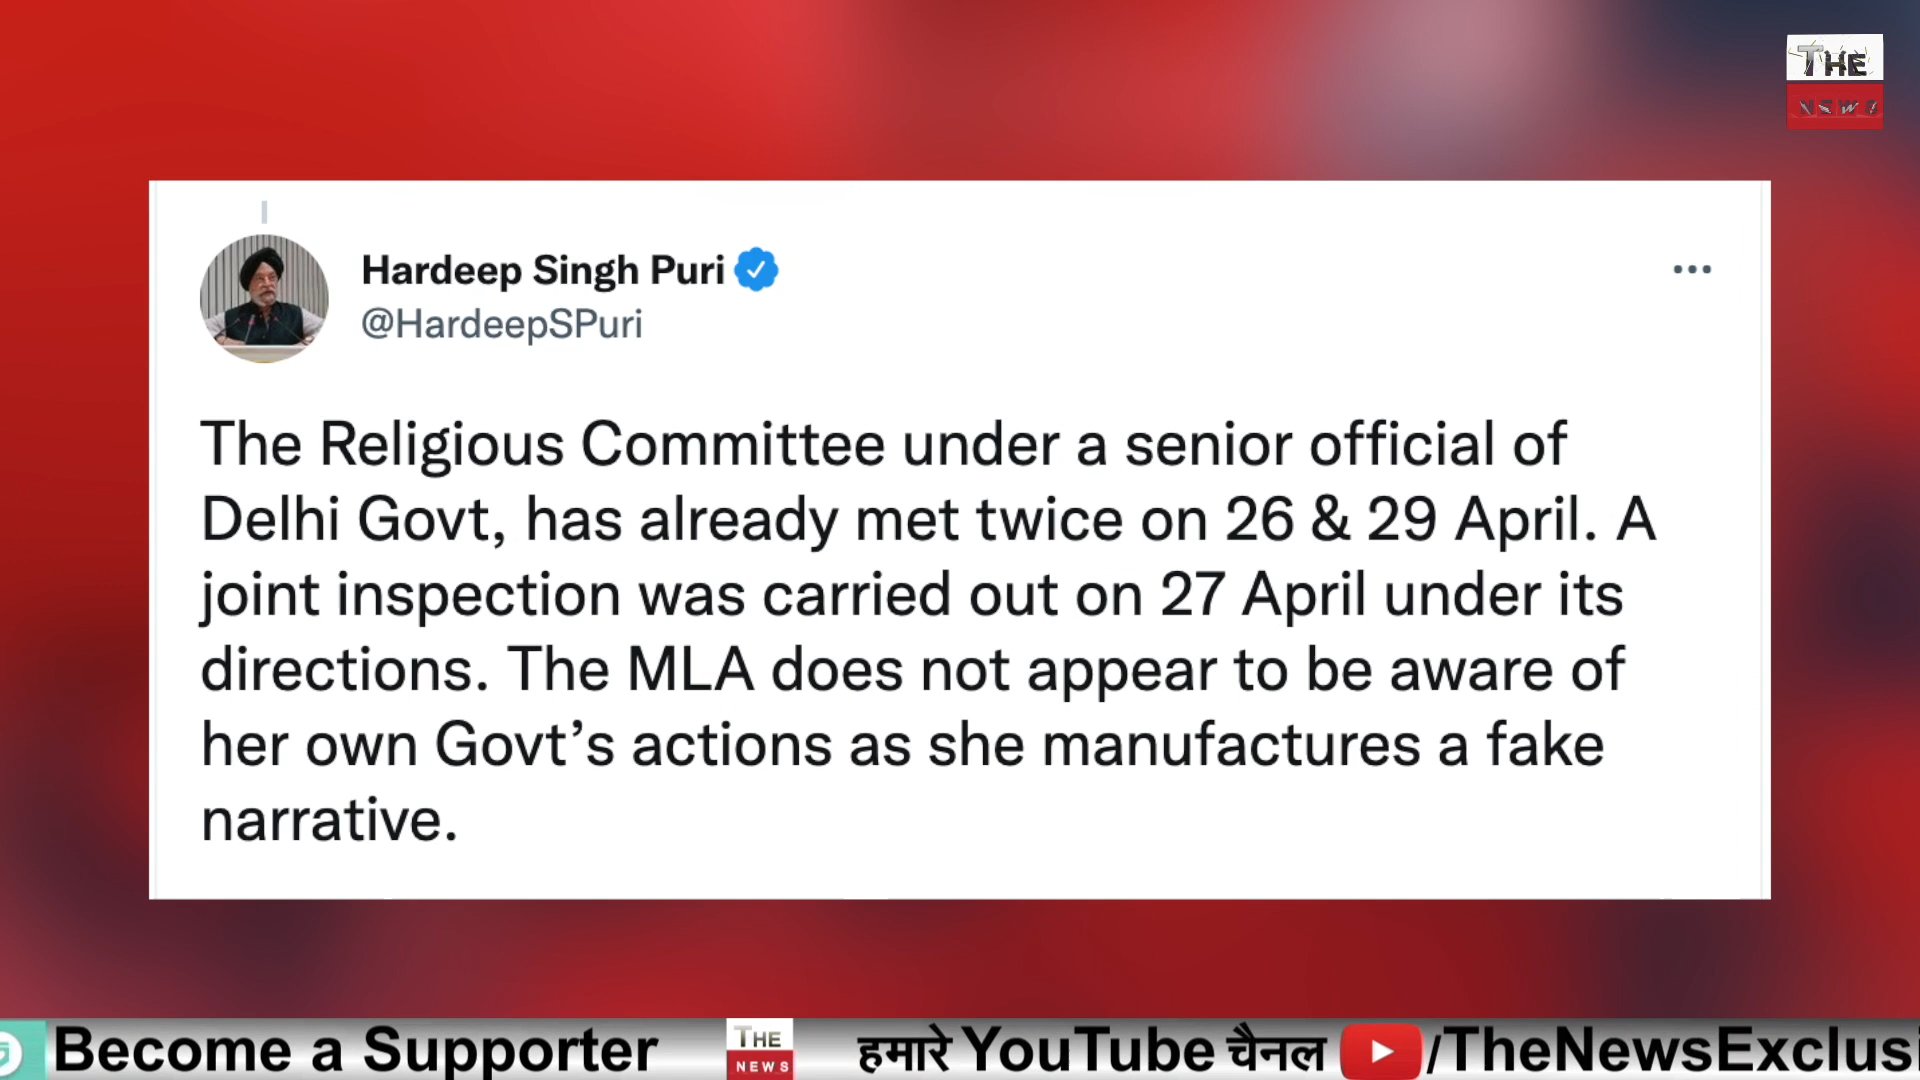 THE
NEWS
Hardeep Singh Puri
@HardeepSPuri
The Religious Committee under a senior official of
Delhi Govt, has already met twice on 26 & 29 April. A
joint inspection was carried out on 27 April under its
directions. The MLA does not appear to be aware of
her own Govt’s actions as she manufactures a fake
narrative.
Become a Supporter THE NEWS हमारे YouTube चैनल /TheNewsExclusi